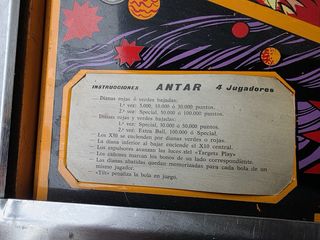 INSTRUCCIONES ANTAR 4 Jugadores
— Dianas rojas ó verdes bajadas:
1.ª vez: 5.000, 10.000 ó 30.000 puntos.
2.ª vez: Special, 50.000 ó 100.000 puntos.
— Dianas rojas y verdes bajadas:
1.ª vez: Special, 30.000 ó 50.000 puntos.
2.ª vez: Extra Ball, 100.000 ó Special.
— Los X10 se encienden por dianas verdes o rojas.
— La diana inferior al bajar enciende el X10 central.
— Los expulsores avanzan las luces del «Targets Play»
— Los cañones marcan los bonos de su lado correspondiente.
— Las dianas abatidas quedan memorizadas para cada bola de un
mismo jugador.
— «Tilt» penaliza la bola en juego.